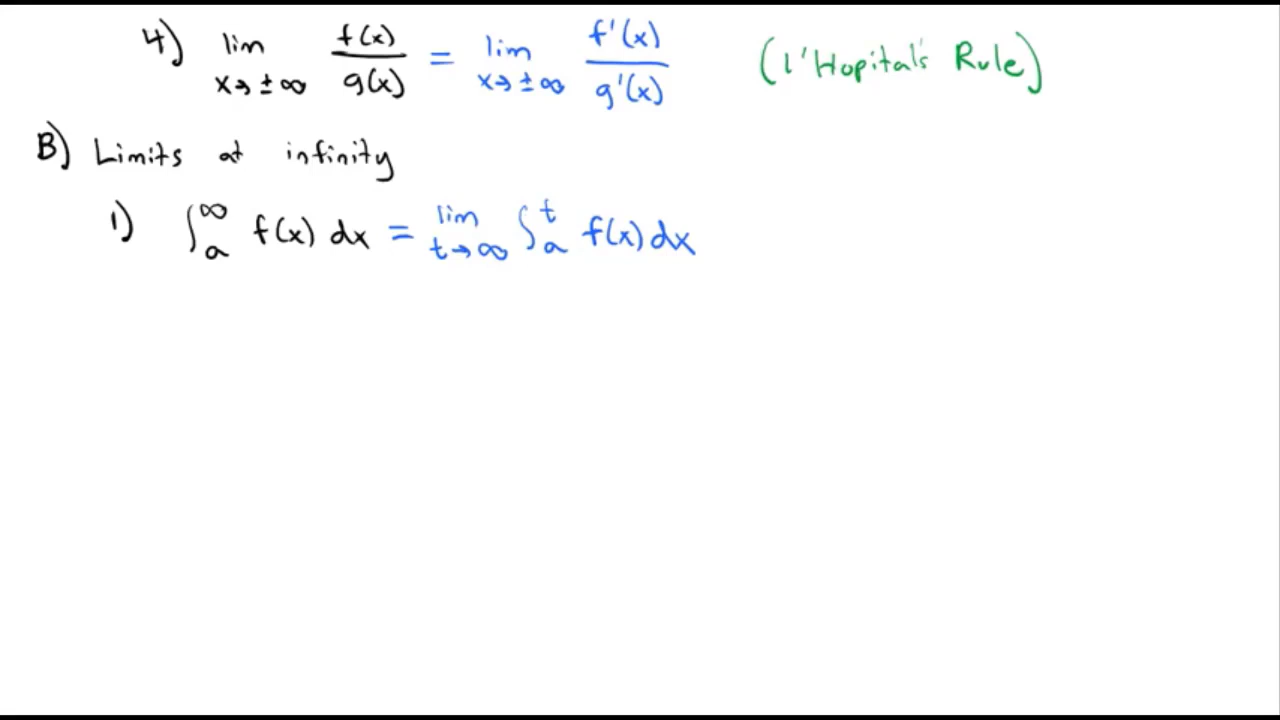 4) lim x→±∞ f(x)/g(x) = lim x→±∞ f'(x)/g'(x) (l'Hopital's Rule)
B) Limits at infinity
1) ∫_a^∞ f(x) dx = lim t→∞ ∫_a^t f(x) dx